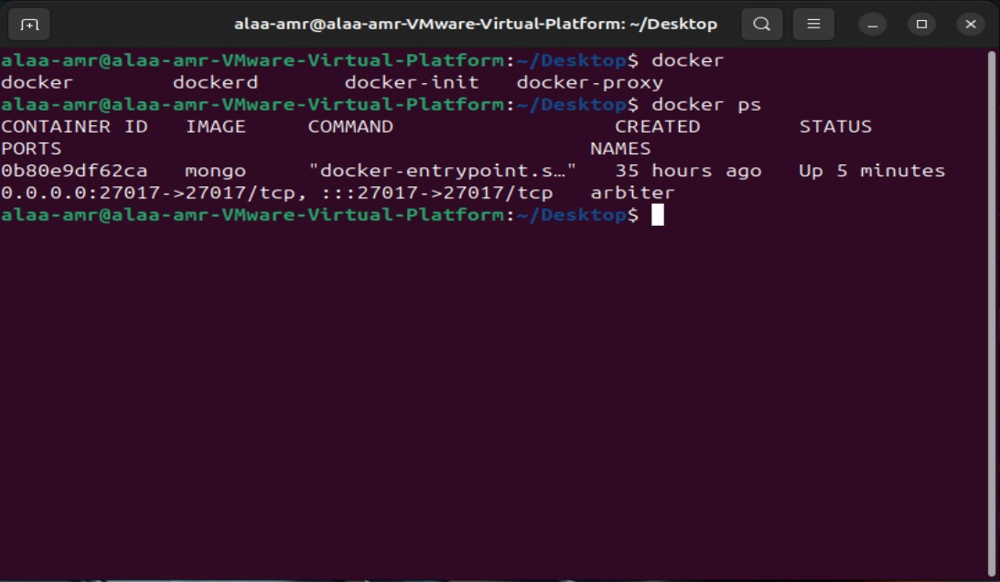 alaa-amr@alaa-amr-VMware-Virtual-Platform: ~/Desktop
alaa-amr@alaa-amr-VMware-Virtual-Platform:~/Desktop$ docker
docker dockerd docker-init docker-proxy
alaa-amr@alaa-amr-VMware-Virtual-Platform:~/Desktop$ docker ps
CONTAINER ID IMAGE COMMAND CREATED STATUS
PORTS NAMES
0b80e9df62ca mongo "docker-entrypoint.s…" 35 hours ago Up 5 minutes
0.0.0.0:27017->27017/tcp, :::27017->27017/tcp arbiter
alaa-amr@alaa-amr-VMware-Virtual-Platform:~/Desktop$